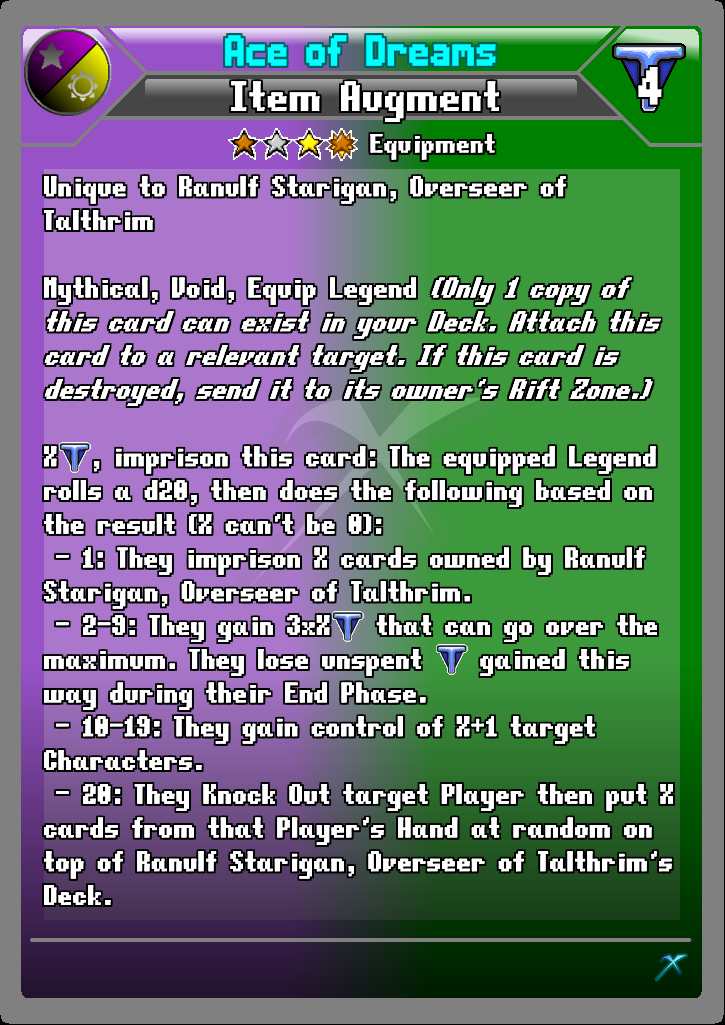 Ace of Dreams
4
Item Augment
Equipment
Unique to Ranulf Starigan, Overseer of
Talthrim
Mythical, Void, Equip Legend (Only 1 copy of
this card can exist in your Deck. Attach this
card to a relevant target. If this card is
destroyed, send it to its owner's Rift Zone.)
XT, imprison this card: The equipped Legend
rolls a d20, then does the following based on
the result (X can't be 0):
- 1: They imprison X cards owned by Ranulf
Starigan, Overseer of Talthrim.
- 2-9: They gain 3xXT that can go over the
maximum. They lose unspent T gained this
way during their End Phase.
- 10-19: They gain control of X+1 target
Characters.
- 20: They Knock Out target Player then put X
cards from that Player's Hand at random on
top of Ranulf Starigan, Overseer of Talthrim's
Deck.